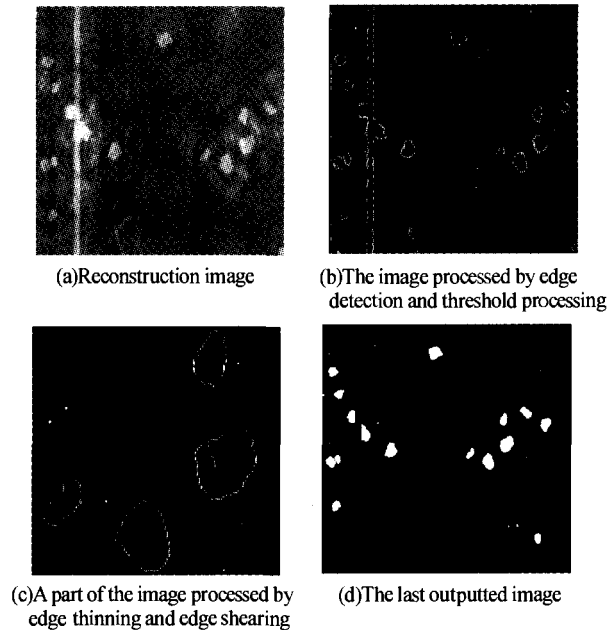 (a)Reconstruction image
(b)The image processed by edge
detection and threshold processing
(c)A part of the image processed by
edge thinning and edge shearing
(d)The last outputted image